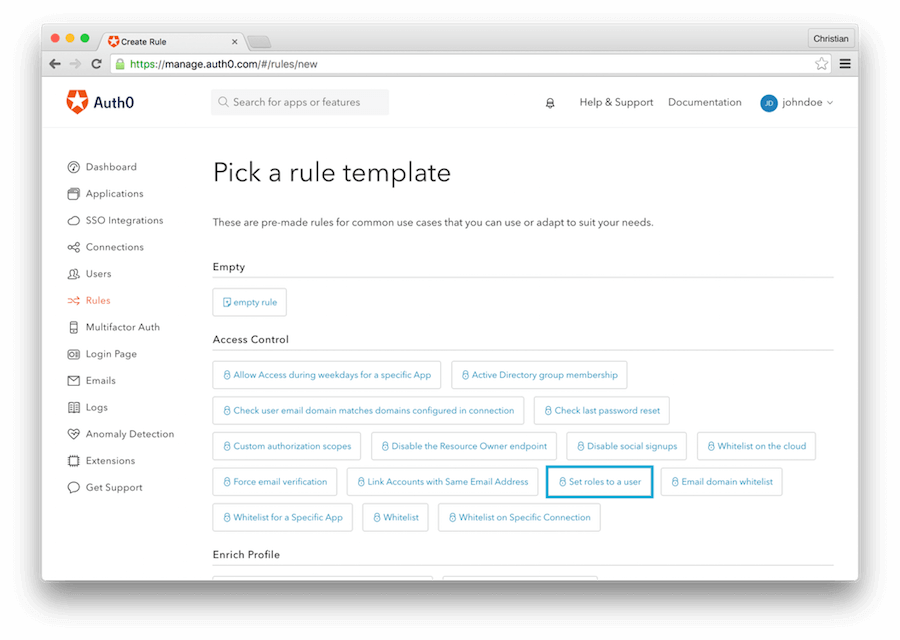 Create Rule
Christian
https://manage.auth0.com/#/rules/new
Auth0
Search for apps or features
Help & Support
Documentation
JD
johndoe
Dashboard
Applications
SSO Integrations
Connections
Users
Rules
Multifactor Auth
Login Page
Emails
Logs
Anomaly Detection
Extensions
Get Support
Pick a rule template
These are pre-made rules for common use cases that you can use or adapt to suit your needs.
Empty
empty rule
Access Control
Allow Access during weekdays for a specific App
Active Directory group membership
Check user email domain matches domains configured in connection
Check last password reset
Custom authorization scopes
Disable the Resource Owner endpoint
Disable social signups
Whitelist on the cloud
Force email verification
Link Accounts with Same Email Address
Set roles to a user
Email domain whitelist
Whitelist for a Specific App
Whitelist
Whitelist on Specific Connection
Enrich Profile